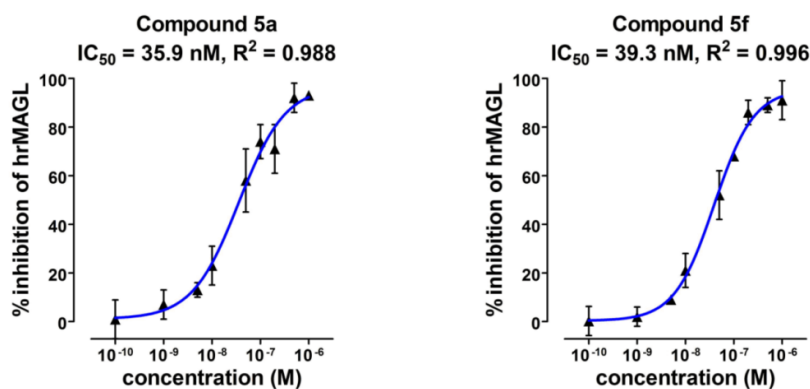 Compound 5a
IC50 = 35.9 nM, R2 = 0.988
% inhibition of hrMAGL
100
80
60
40
20
0
10-10 10-9 10-8 10-7 10-6
concentration (M)
Compound 5f
IC50 = 39.3 nM, R2 = 0.996
% inhibition of hrMAGL
100
80
60
40
20
0
10-10 10-9 10-8 10-7 10-6
concentration (M)